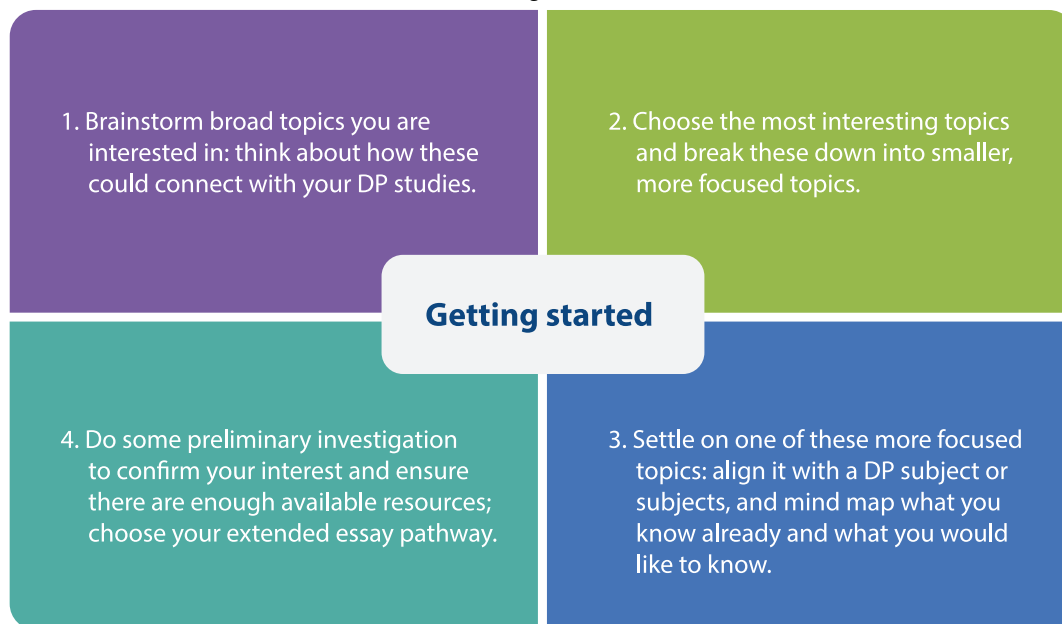 1. Brainstorm broad topics you are
interested in: think about how these
could connect with your DP studies.
2. Choose the most interesting topics
and break these down into smaller,
more focused topics.
Getting started
3. Settle on one of these more focused
topics: align it with a DP subject or
subjects, and mind map what you
know already and what you would
like to know.
4. Do some preliminary investigation
to confirm your interest and ensure
there are enough available resources;
choose your extended essay pathway.